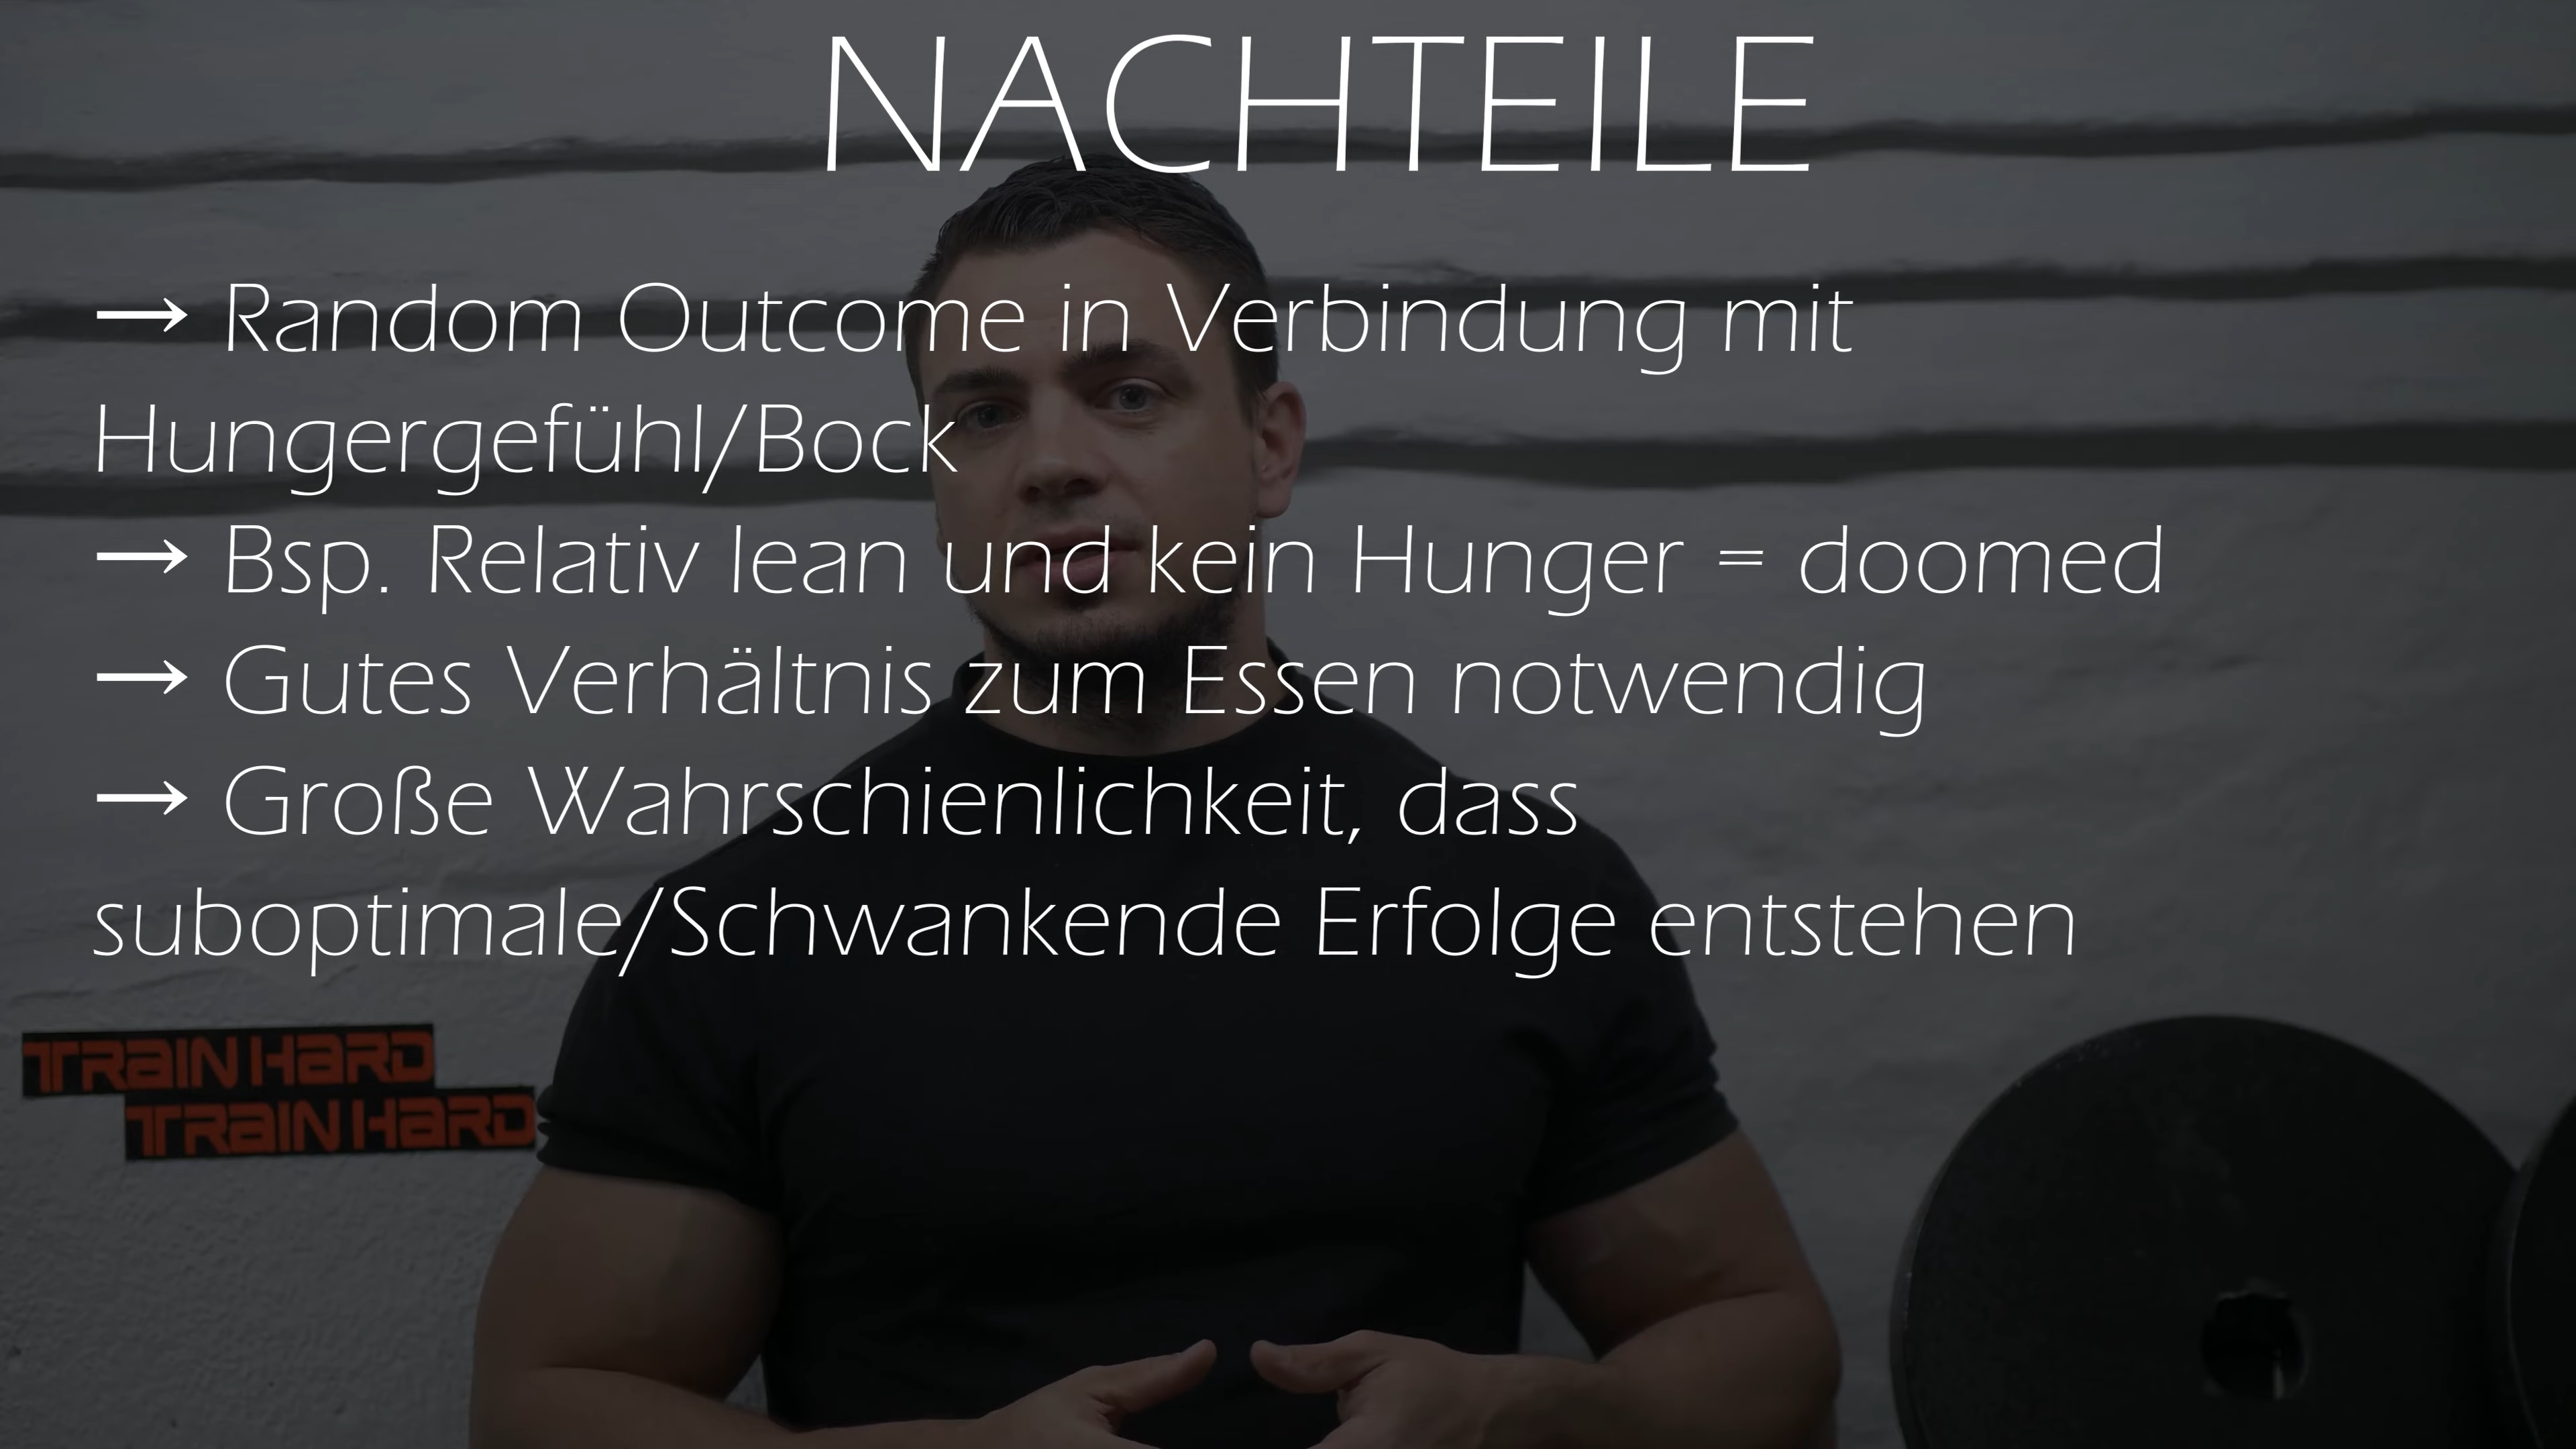 NACHTEILE
→ Random Outcome in Verbindung mit
Hungergefühl/Bock
→ Bsp. Relativ lean und kein Hunger = doomed
→ Gutes Verhältnis zum Essen notwendig
→ Große Wahrschienlichkeit, dass
suboptimale/Schwankende Erfolge entstehen
TRAIN HARD
TRAIN HARD